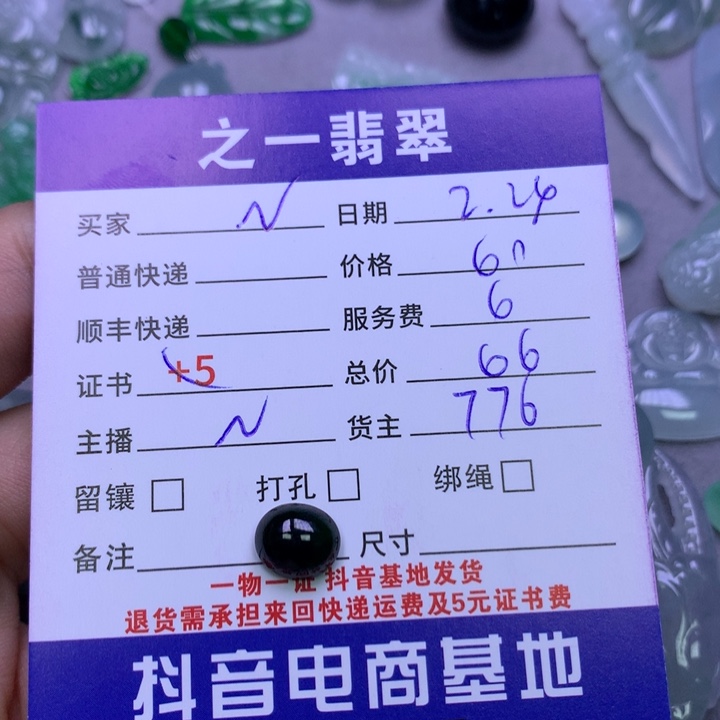 之一翡翠
买家 N 日期 2.24
普通快递 价格 60
顺丰快递 服务费 6
证书 +5 总价 66
主播 N 货主 776
留镶 打孔 绑绳
备注 尺寸
一物一证 抖音基地发货
退货需承担来回快递运费及5元证书费
抖音电商基地